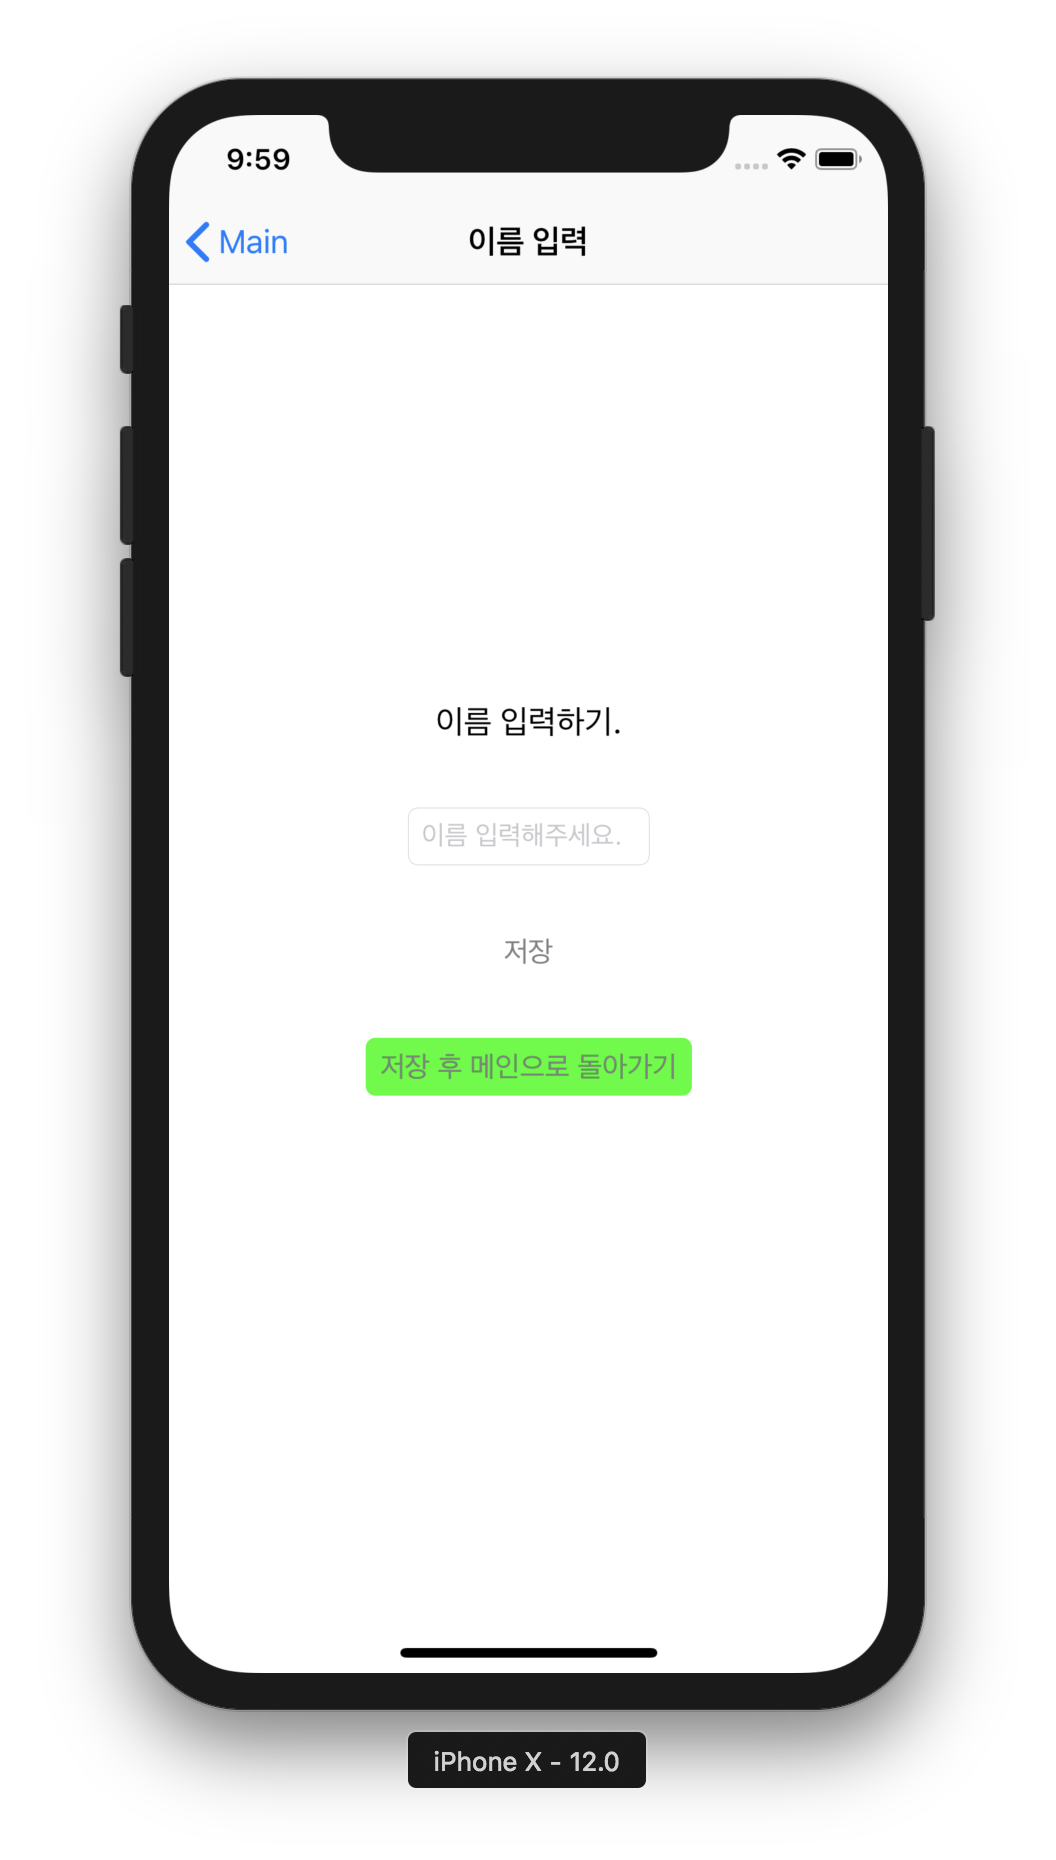 9:59
Main
이름 입력
이름 입력하기.
이름 입력해주세요.
저장
저장 후 메인으로 돌아가기
iPhone X - 12.0